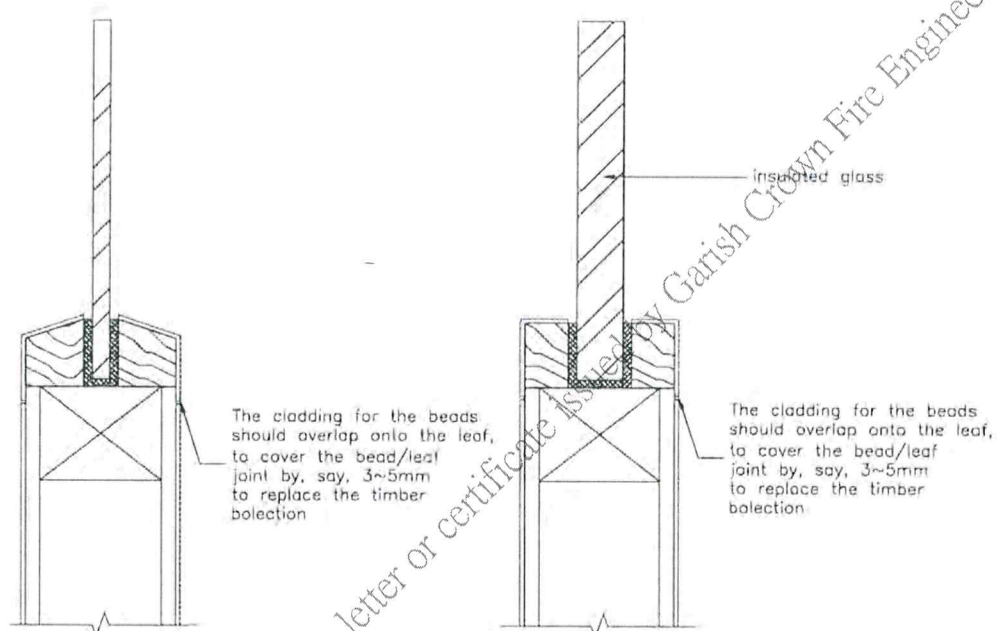 insulated glass
The cladding for the beads
should overlap onto the leaf,
to cover the bead/leaf
joint by, say, 3~5mm
to replace the timber
bolection
The cladding for the beads
should overlap onto the leaf,
to cover the bead/leaf
joint by, say, 3~5mm
to replace the timber
bolection
letter or certificate issued by Garish Crown Fire Engineer